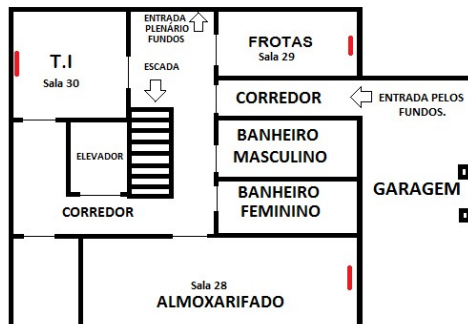 ENTRADA
PLENÁRIO
FUNDOS
T.I
Sala 30
ESCADA
FROTAS
Sala 29
CORREDOR
ENTRADA PELOS
FUNDOS.
BANHEIRO
MASCULINO
ELEVADOR
BANHEIRO
FEMININO
GARAGEM
CORREDOR
Sala 28
ALMOXARIFADO